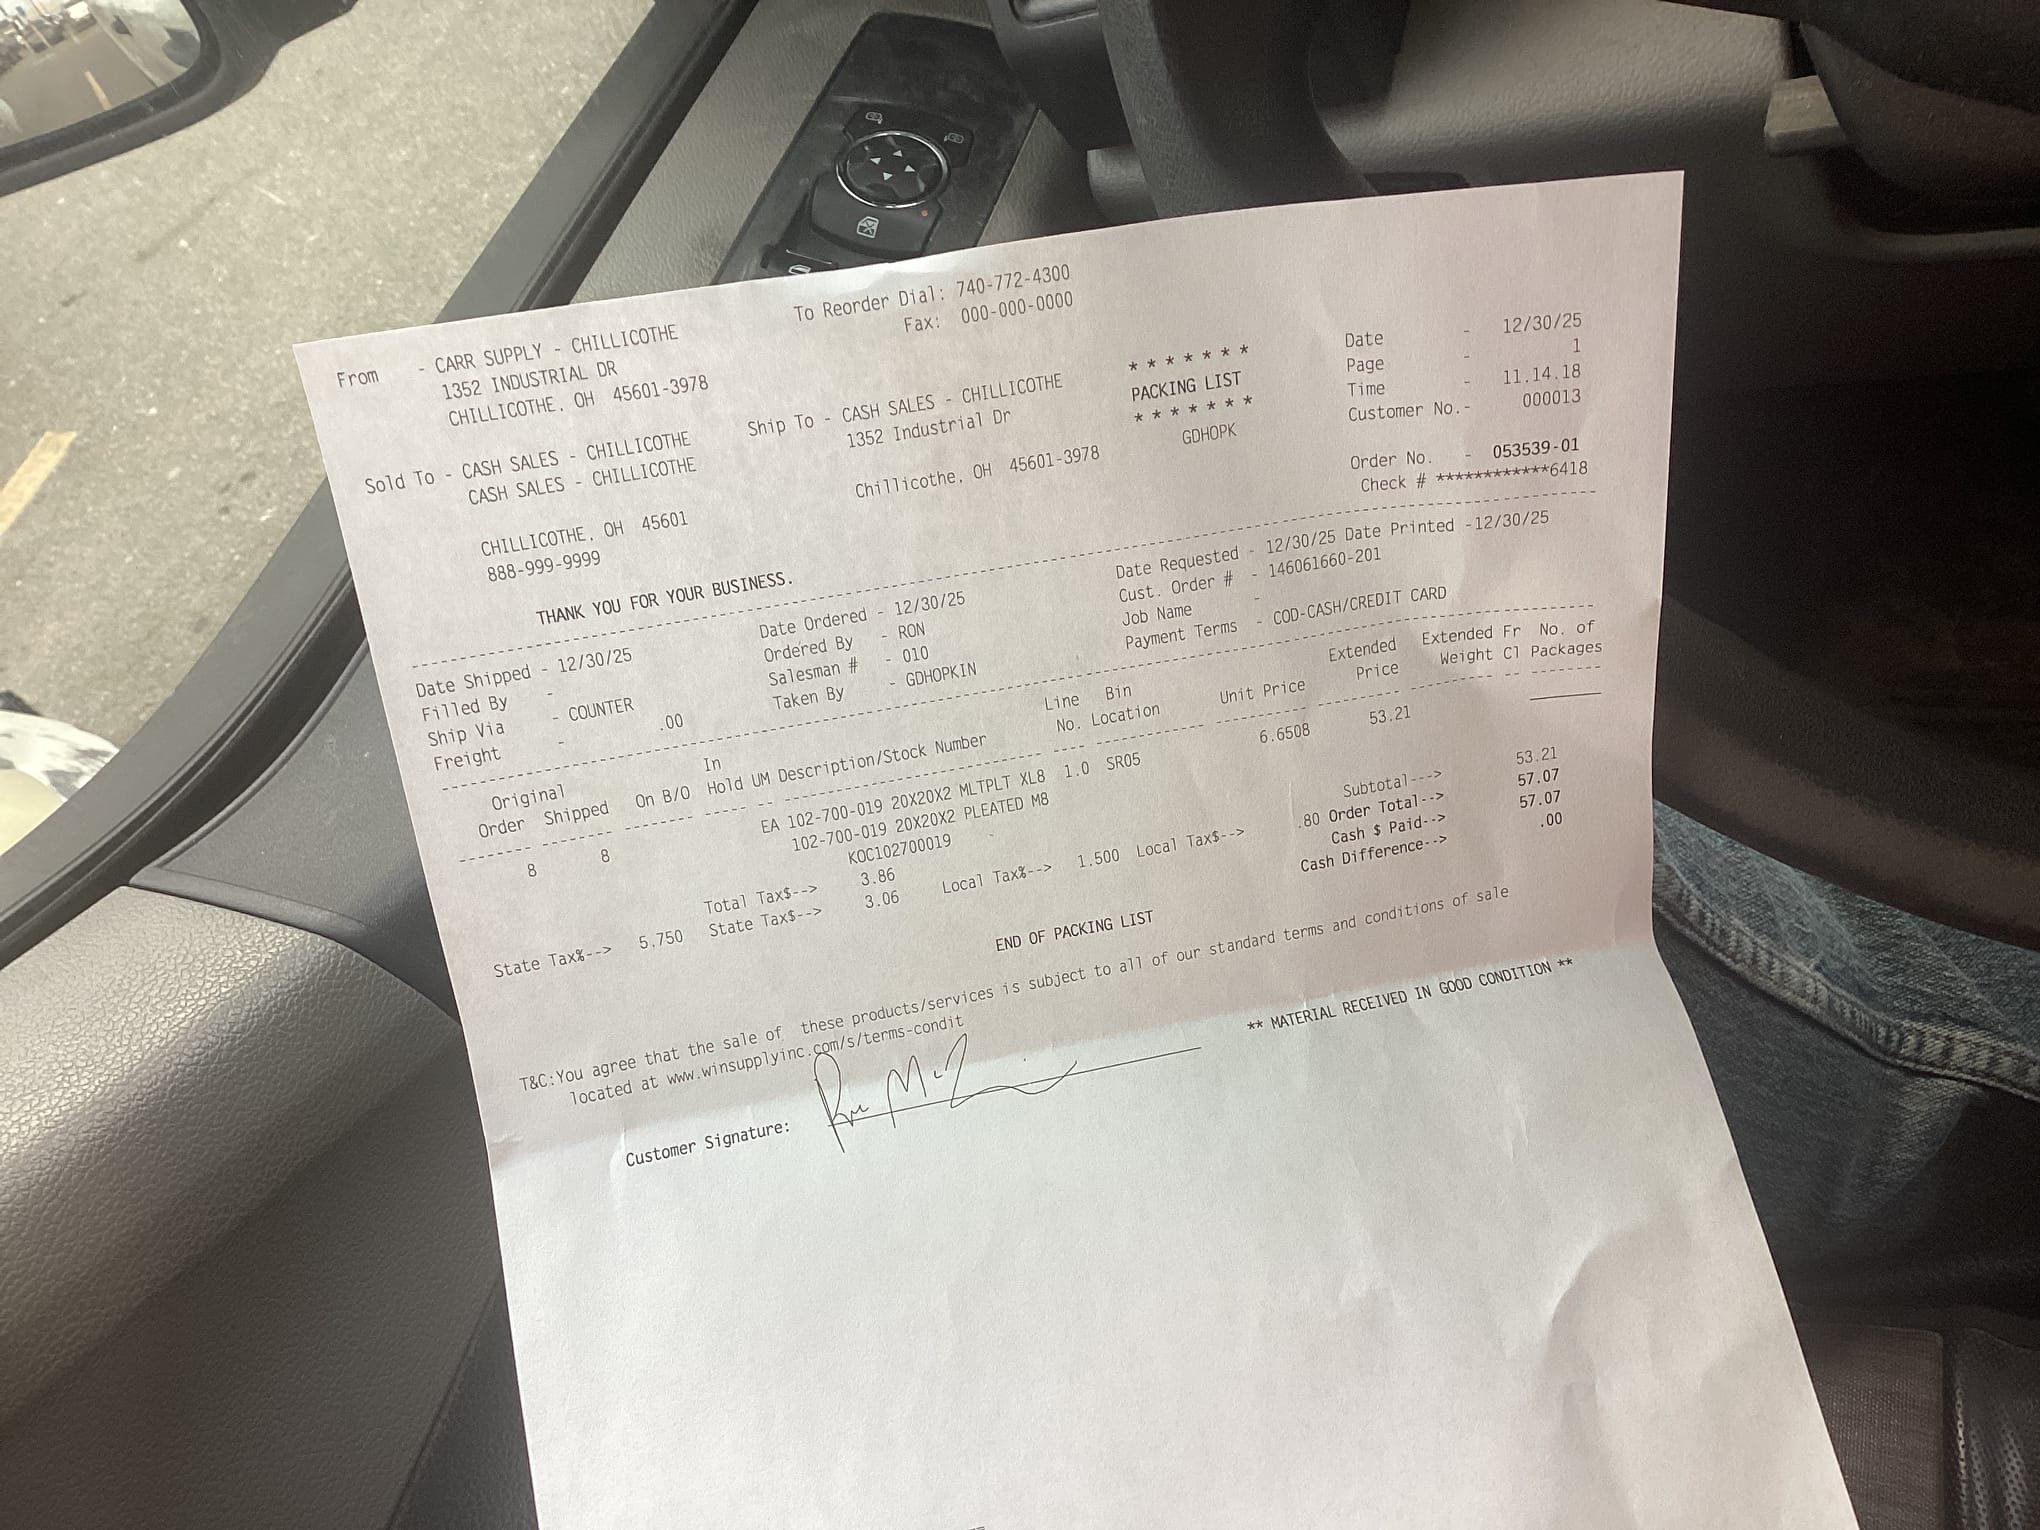 To Reorder Dial: 740-772-4300
Fax: 000-000-0000
From - CARR SUPPLY - CHILLICOTHE
1352 INDUSTRIAL DR
CHILLICOTHE, OH 45601-3978
* * * * * * *
PACKING LIST
* * * * * * *
GDHOPK
Date - 12/30/25
Page - 1
Time - 11.14.18
Customer No.- 000013
Order No. - 053539-01
Check # ************6418
Sold To - CASH SALES - CHILLICOTHE
CASH SALES - CHILLICOTHE
CHILLICOTHE, OH 45601
888-999-9999
Ship To - CASH SALES - CHILLICOTHE
1352 Industrial Dr
Chillicothe, OH 45601-3978
THANK YOU FOR YOUR BUSINESS.
Date Shipped - 12/30/25
Filled By -
Ship Via - COUNTER
Freight - .00
Date Ordered - 12/30/25
Ordered By - RON
Salesman # - 010
Taken By - GDHOPKIN
Date Requested - 12/30/25 Date Printed -12/30/25
Cust. Order # - 146061660-201
Job Name -
Payment Terms - COD-CASH/CREDIT CARD
Original In Line Bin Extended Extended Fr No. of
Order Shipped On B/O Hold UM Description/Stock Number No. Location Unit Price Price Weight Cl Packages
8 8 EA 102-700-019 20X20X2 MLTPLT XL8 1.0 SR05 6.6508 53.21
102-700-019 20X20X2 PLEATED M8
KOC102700019
Subtotal---> 53.21
Total Tax$--> 3.86
.80 Order Total--> 57.07
State Tax%--> 5.750 State Tax$--> 3.06 Local Tax%--> 1.500 Local Tax$-->
Cash $ Paid--> 57.07
Cash Difference--> .00
END OF PACKING LIST
T&C:You agree that the sale of these products/services is subject to all of our standard terms and conditions of sale
located at www.winsupplyinc.com/s/terms-condit
** MATERIAL RECEIVED IN GOOD CONDITION **
Customer Signature: